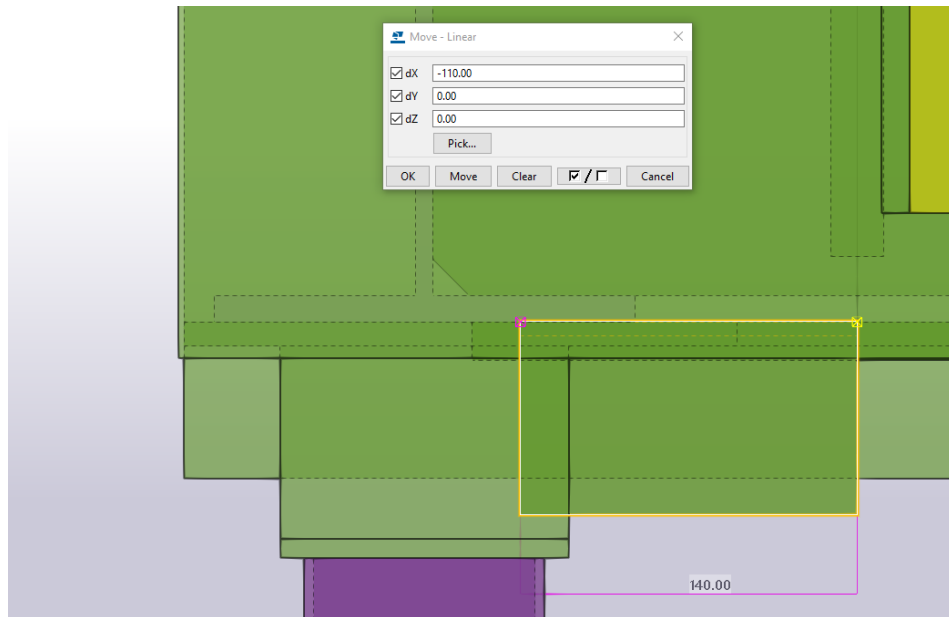 Move - Linear
dX -110.00
dY 0.00
dZ 0.00
Pick...
OK Move Clear / Cancel
140.00